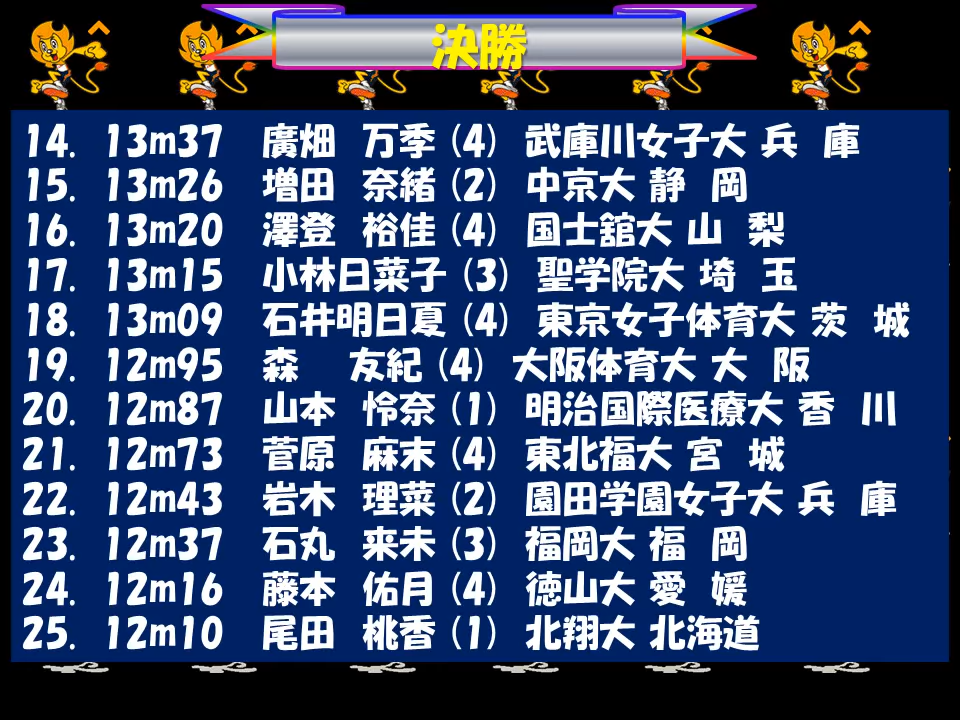 決勝
14. 13m37 廣畑 万季 (4) 武庫川女子大 兵 庫
15. 13m26 増田 奈緒 (2) 中京大 静 岡
16. 13m20 澤登 裕佳 (4) 国士舘大 山 梨
17. 13m15 小林日菜子 (3) 聖学院大 埼 玉
18. 13m09 石井明日夏 (4) 東京女子体育大 茨 城
19. 12m95 森 友紀 (4) 大阪体育大 大 阪
20. 12m87 山本 怜奈 (1) 明治国際医療大 香 川
21. 12m73 菅原 麻末 (4) 東北福大 宮 城
22. 12m43 岩木 理菜 (2) 園田学園女子大 兵 庫
23. 12m37 石丸 来未 (3) 福岡大 福 岡
24. 12m16 藤本 佑月 (4) 徳山大 愛 媛
25. 12m10 尾田 桃香 (1) 北翔大 北海道